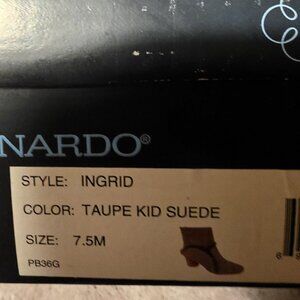 NARDO®
STYLE: INGRID
COLOR: TAUPE KID SUEDE
SIZE: 7.5M
PB36G